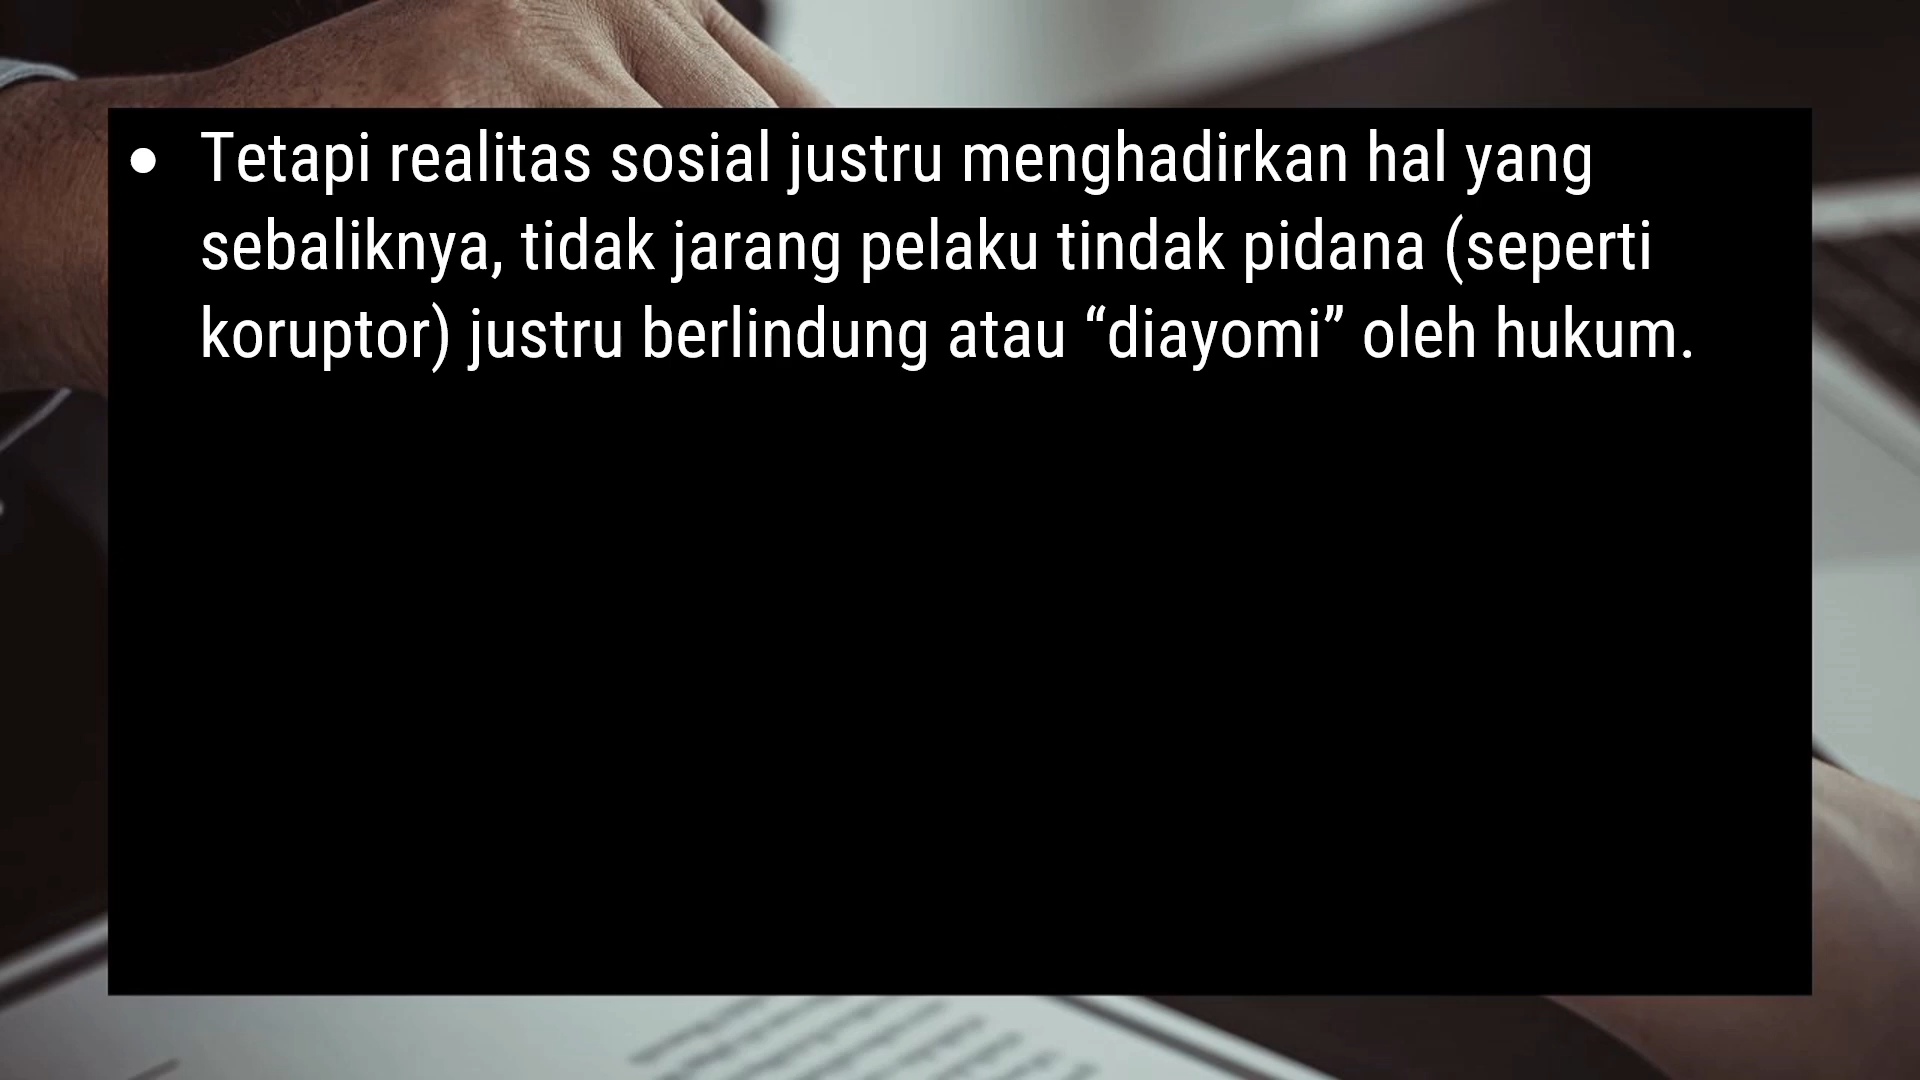 ● Tetapi realitas sosial justru menghadirkan hal yang
sebaliknya, tidak jarang pelaku tindak pidana (seperti
koruptor) justru berlindung atau “diayomi” oleh hukum.